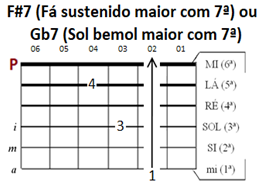 F#7 (Fá sustenido maior com 7ª) ou
Gb7 (Sol bemol maior com 7ª)
06 05 04 03 02 01
P MI (6ª)
4 LÁ (5ª)
RÉ (4ª)
i 3 SOL (3ª)
m SI (2ª)
a 1 mi (1ª)